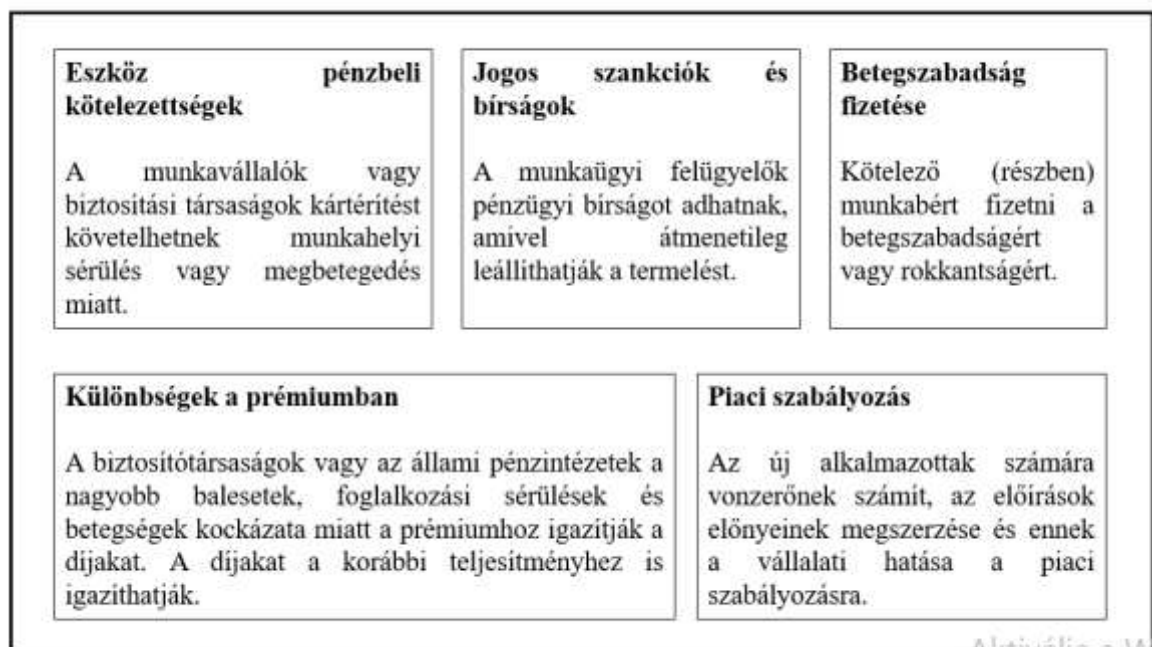 Eszköz pénzbeli
kötelezettségek
A munkavállalók vagy
biztosítási társaságok kártérítést
követelhetnek munkahelyi
sérülés vagy megbetegedés
miatt.
Jogos szankciók és
bírságok
A munkaügyi felügyelők
pénzügyi bírságot adhatnak,
amivel átmenetileg
leállíthatják a termelést.
Betegszabadság
fizetése
Kötelező (részben)
munkabért fizetni a
betegszabadságért
vagy rokkantságért.
Különbségek a prémiumban
A biztosítótársaságok vagy az állami pénzintézetek a
nagyobb balesetek, foglalkozási sérülések és
betegségek kockázata miatt a prémiumhoz igazítják a
díjakat. A díjakat a korábbi teljesítményhez is
igazíthatják.
Piaci szabályozás
Az új alkalmazottak számára
vonzerőnek számít, az előírások
előnyeinek megszerzése és ennek
a vállalati hatása a piaci
szabályozásra.